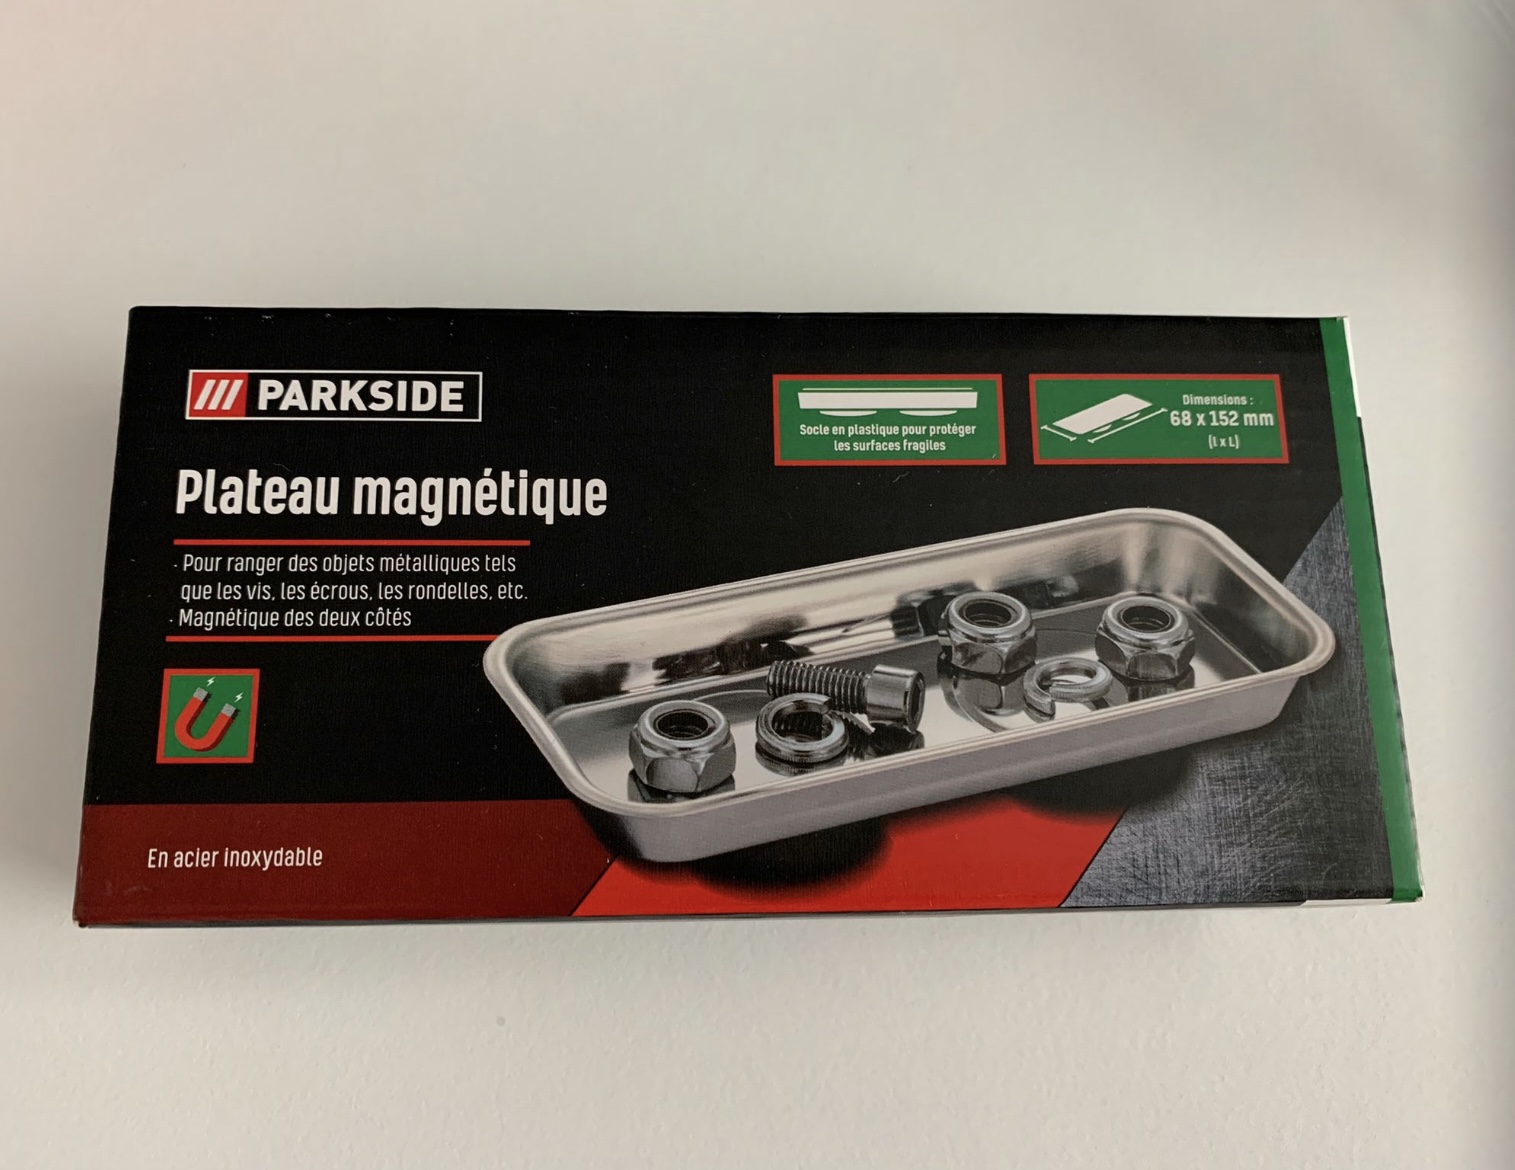 PARKSIDE
Plateau magnétique
· Pour ranger des objets métalliques tels
que les vis, les écrous, les rondelles, etc.
· Magnétique des deux côtés
Socle en plastique pour protéger
les surfaces fragiles
Dimensions :
68 x 152 mm
(l x L)
En acier inoxydable